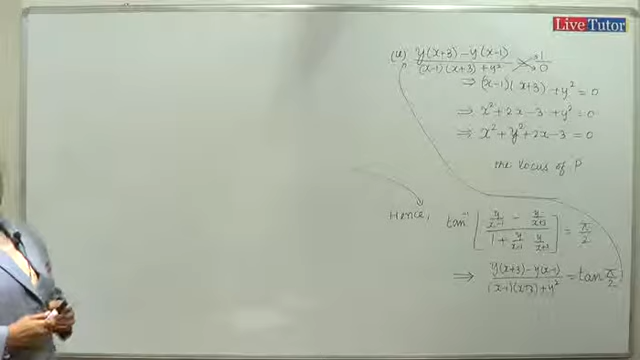 Live Tutor
(ii) y(x+3) - y(x-1) / (x-1)(x+3) + y² = 1/0
⇒ (x-1)(x+3) + y² = 0
⇒ x² + 2x - 3 + y² = 0
⇒ x² + y² + 2x - 3 = 0
the locus of P
Hence, tan⁻¹ [ (y/(x-1) - y/(x+3)) / (1 + y/(x-1) · y/(x+3)) ] = π/2
⇒ y(x+3) - y(x-1) / (x-1)(x+3) + y² = tan π/2